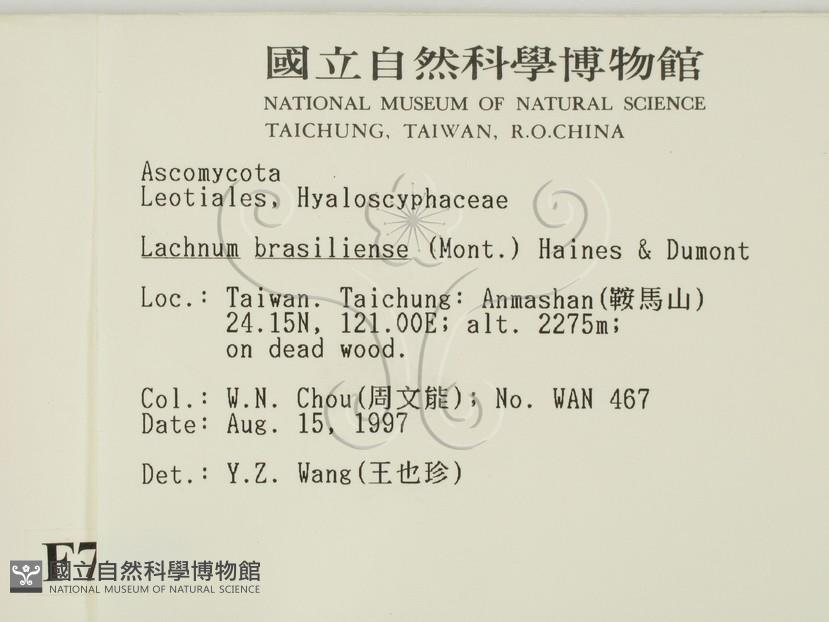 國立自然科學博物館
NATIONAL MUSEUM OF NATURAL SCIENCE
TAICHUNG, TAIWAN, R.O.CHINA
Ascomycota
Leotiales, Hyaloscyphaceae
Lachnum brasiliense (Mont.) Haines & Dumont
Loc.: Taiwan. Taichung: Anmashan(鞍馬山)
24.15N, 121.00E; alt. 2275m;
on dead wood.
Col.: W.N. Chou(周文能); No. WAN 467
Date: Aug. 15, 1997
Det.: Y.Z. Wang(王也珍)
F7
國立自然科學博物館
NATIONAL MUSEUM OF NATURAL SCIENCE